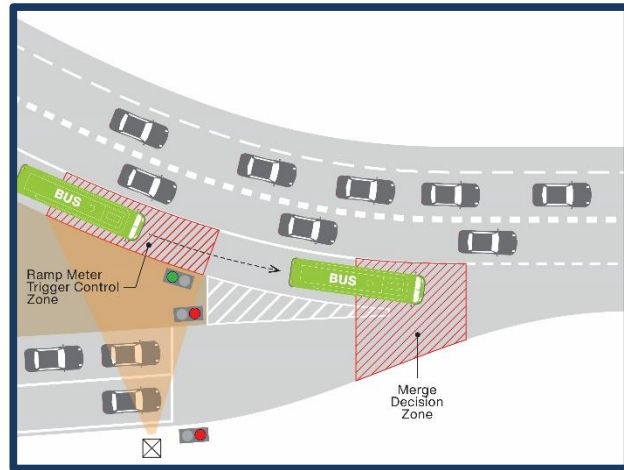 BUS
Ramp Meter
Trigger Control
Zone
BUS
Merge
Decision
Zone